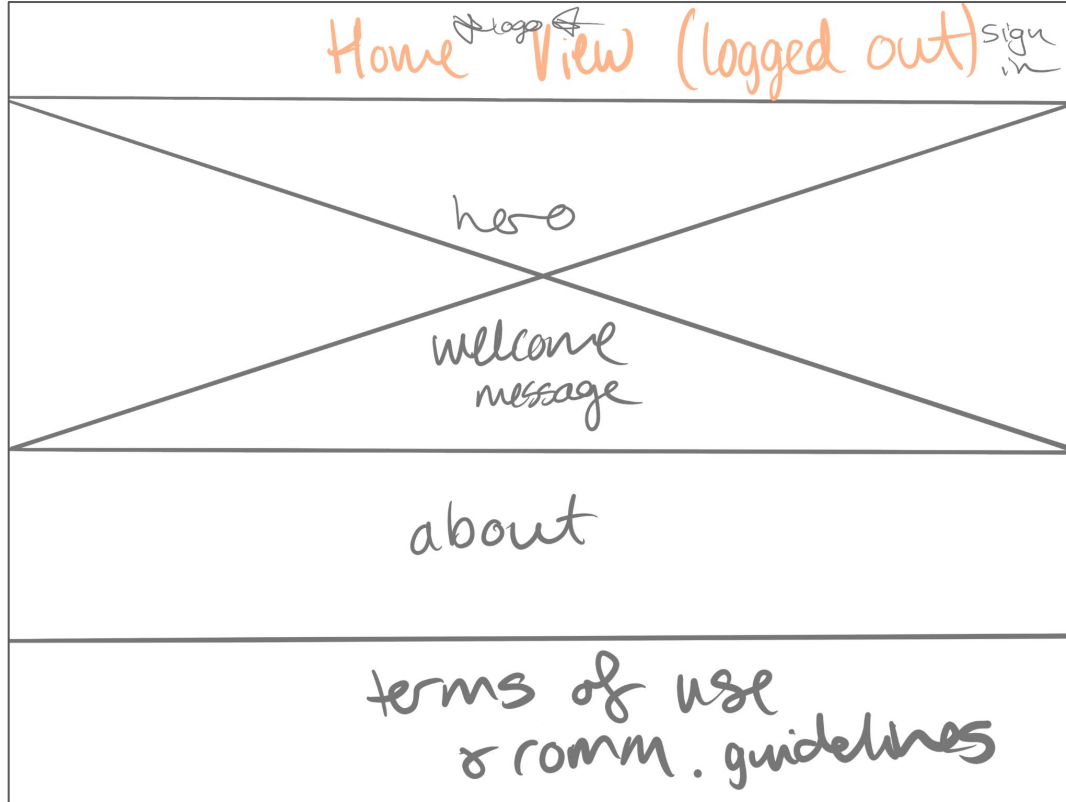 logo
Home View (logged out)
sign
in
hero
welcome
message
about
terms of use
& comm. guidelines